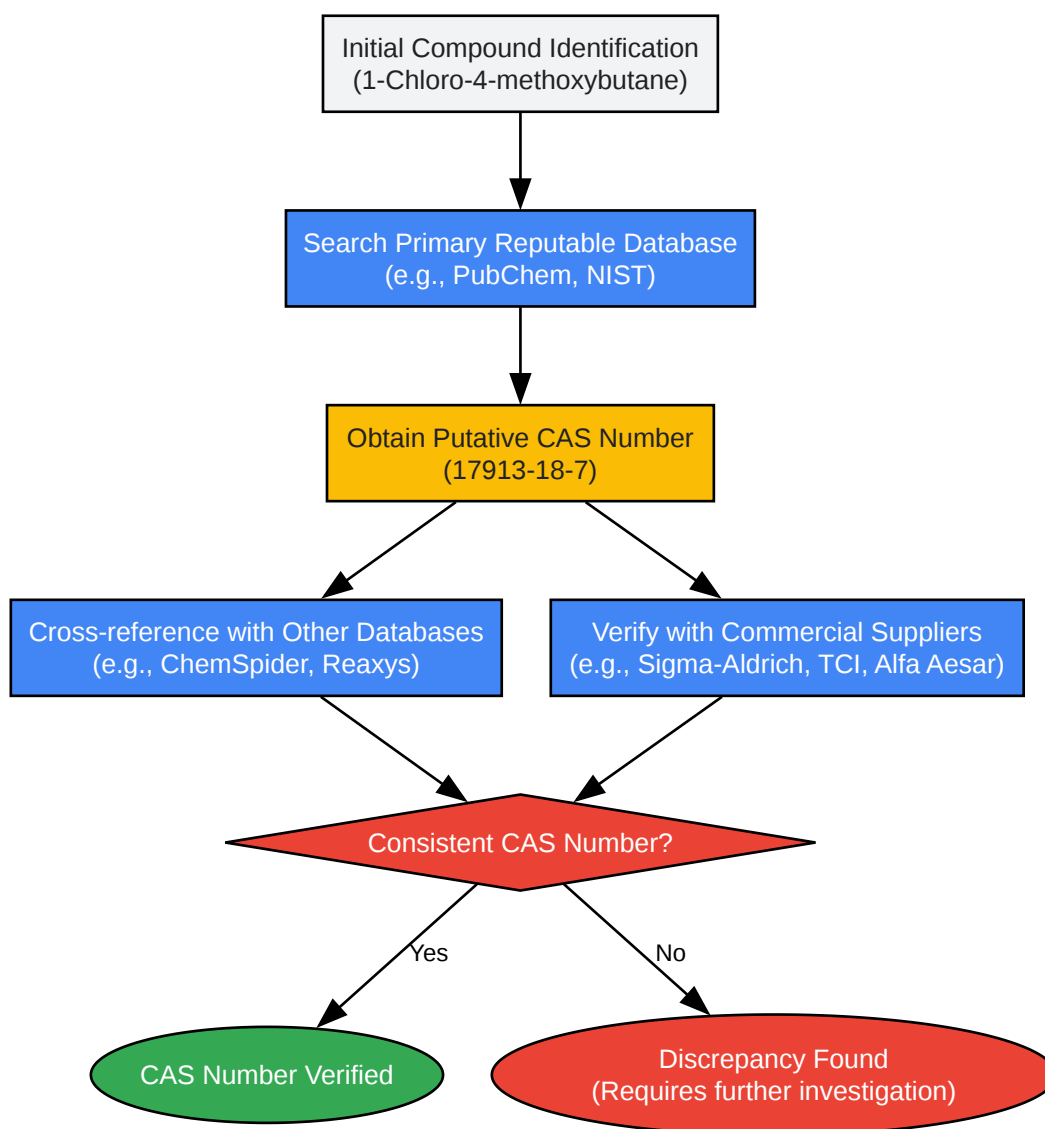 Initial Compound Identification
(1-Chloro-4-methoxybutane)
Search Primary Reputable Database
(e.g., PubChem, NIST)
Obtain Putative CAS Number
(17913-18-7)
Cross-reference with Other Databases
(e.g., ChemSpider, Reaxys)
Verify with Commercial Suppliers
(e.g., Sigma-Aldrich, TCI, Alfa Aesar)
Consistent CAS Number?
Yes
No
CAS Number Verified
Discrepancy Found
(Requires further investigation)